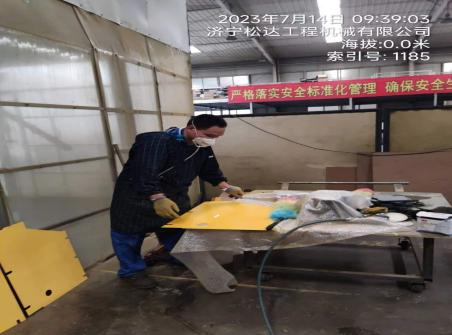 2023年7月14日 09:39:03
济宁松达工程机械有限公司
海拔:0.0米
索引号: 1185
严格落实安全标准化管理 确保安全生